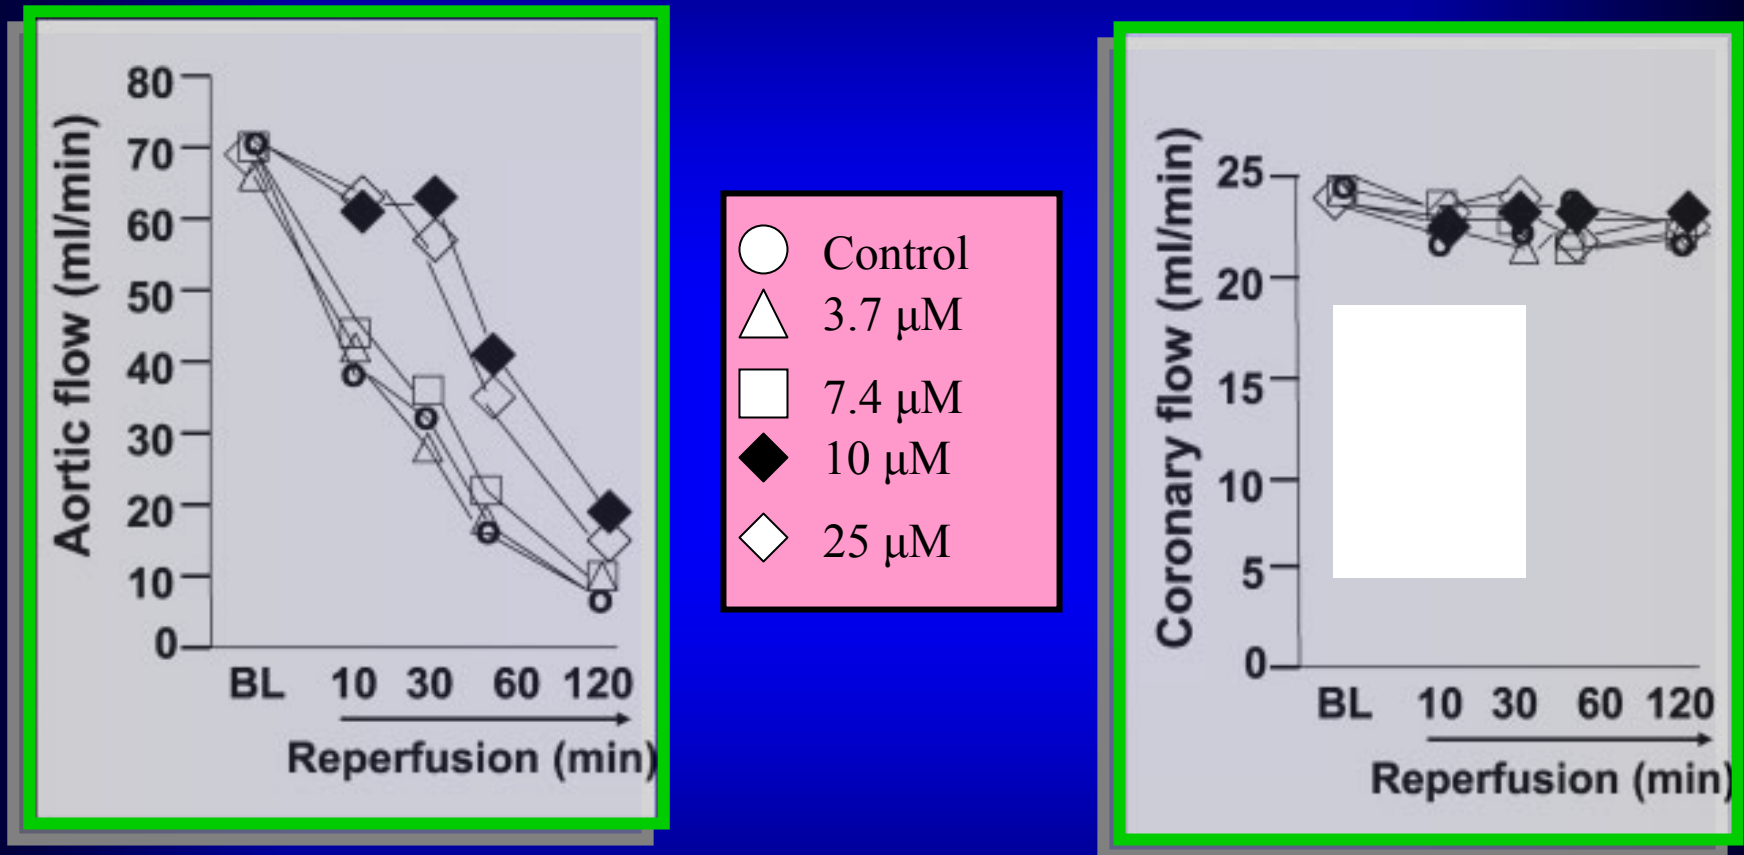 Aortic flow (ml/min)
80
70
60
50
40
30
20
10
0
BL 10 30 60 120
Reperfusion (min)
Control
3.7 μM
7.4 μM
10 μM
25 μM
Coronary flow (ml/min)
25
20
15
10
5
0
BL 10 30 60 120
Reperfusion (min)